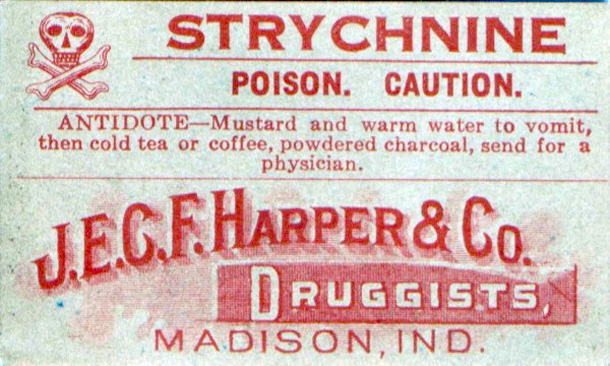 STRYCHNINE
POISON. CAUTION.
ANTIDOTE—Mustard and warm water to vomit,
then cold tea or coffee, powdered charcoal, send for a
physician.
J.E.C.F. HARPER & CO.
DRUGGISTS,
MADISON, IND.